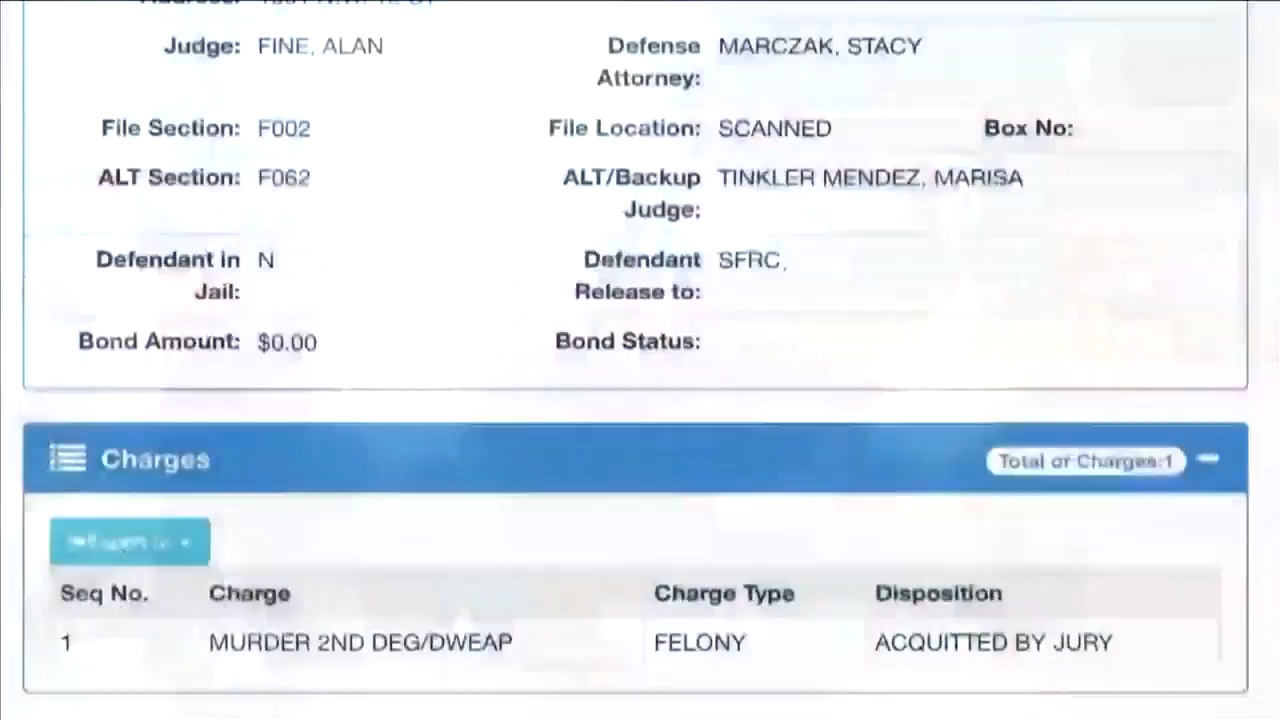 Judge: FINE, ALAN Defense MARCZAK, STACY
Attorney:
File Section: F002 File Location: SCANNED Box No:
ALT Section: F062 ALT/Backup TINKLER MENDEZ, MARISA
Judge:
Defendant in N Defendant SFRC,
Jail: Release to:
Bond Amount: $0.00 Bond Status:
Charges Total of Charges:1
Seq No. Charge Charge Type Disposition
1 MURDER 2ND DEG/DWEAP FELONY ACQUITTED BY JURY